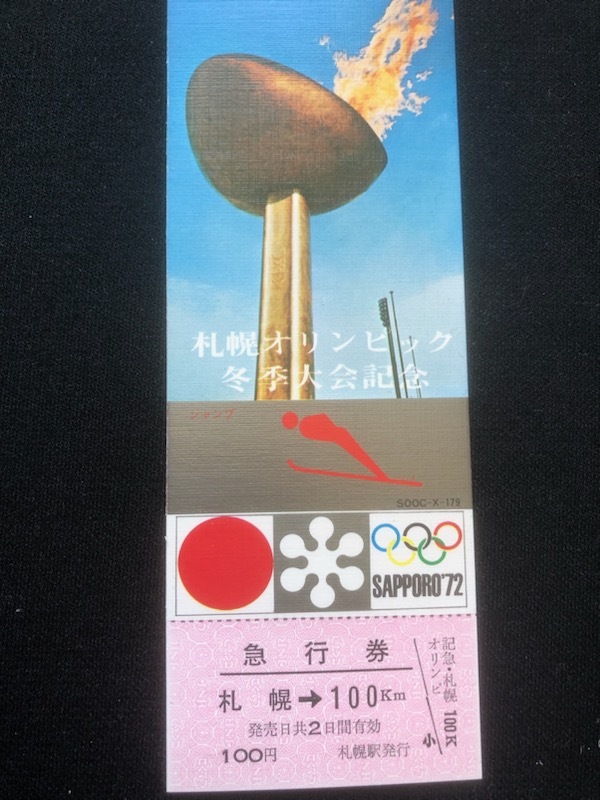 札幌オリンピック
冬季大会記念
ジャンプ
SOOC-X-179
SAPPORO'72
急行券
札幌➔100Km
発売日共2日間有効
100円 札幌駅発行
記急・札幌 100K
オリンピ
小